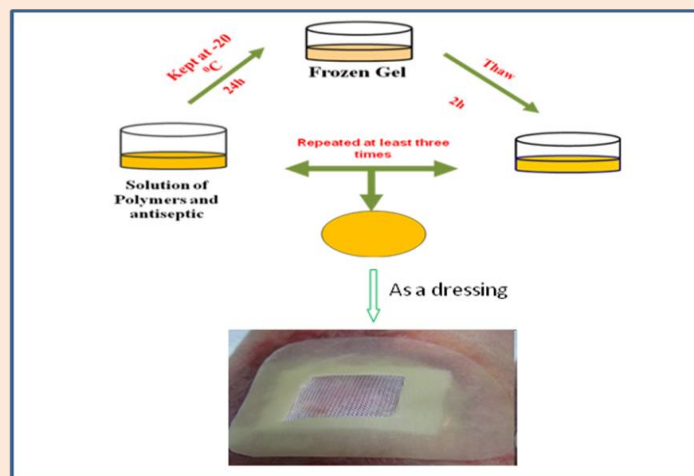 Kept at -20
⁰C
24h
Frozen Gel
Thaw
2h
Repeated at least three
times
Solution of
Polymers and
antiseptic
As a dressing